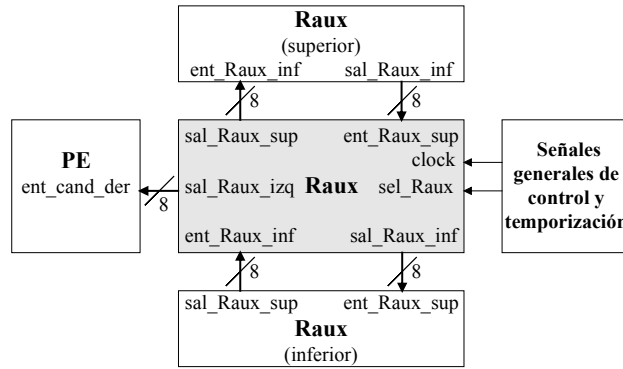 Raux
(superior)
ent_Raux_inf sal_Raux_inf
8 8
sal_Raux_sup ent_Raux_sup
clock
PE
ent_cand_der
8
sal_Raux_izq Raux sel_Raux
Señales
generales de
control y
temporización
ent_Raux_inf sal_Raux_inf
8 8
sal_Raux_sup ent_Raux_sup
Raux
(inferior)